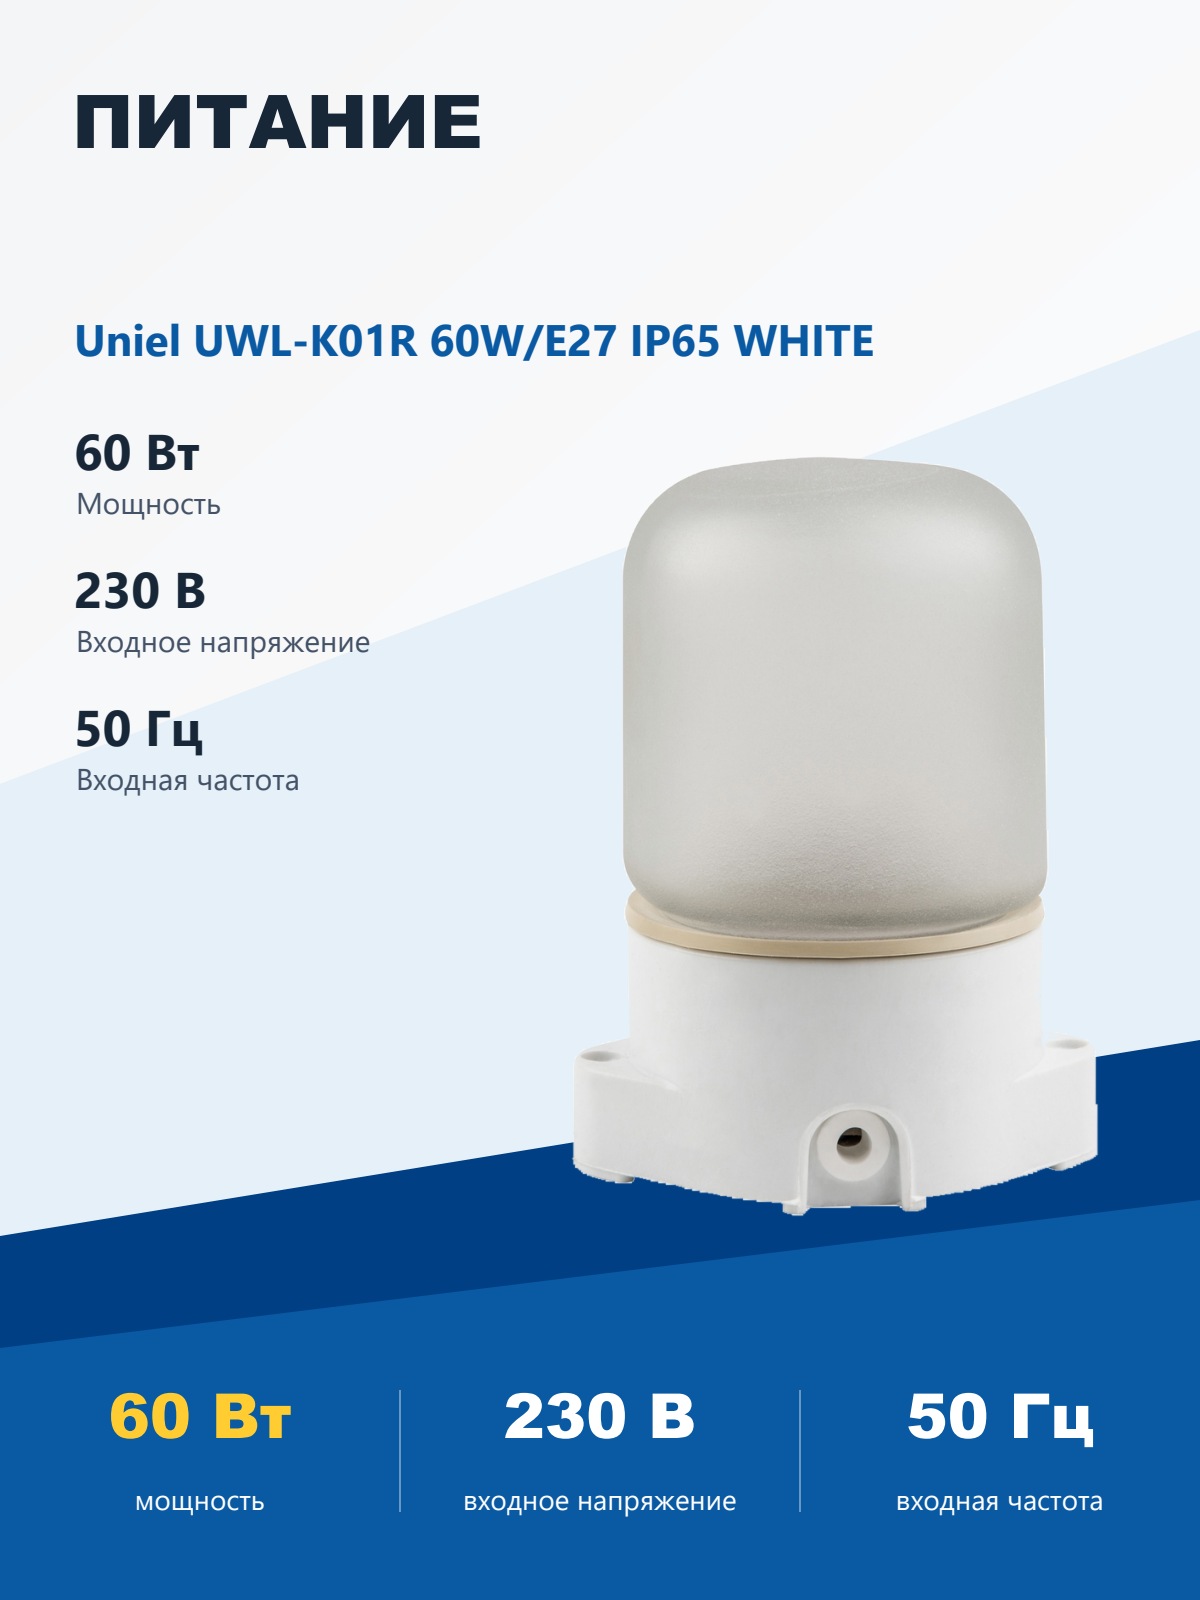 ПИТАНИЕ
Uniel UWL-K01R 60W/E27 IP65 WHITE
60 Вт
Мощность
230 В
Входное напряжение
50 Гц
Входная частота
60 Вт
мощность
230 В
входное напряжение
50 Гц
входная частота